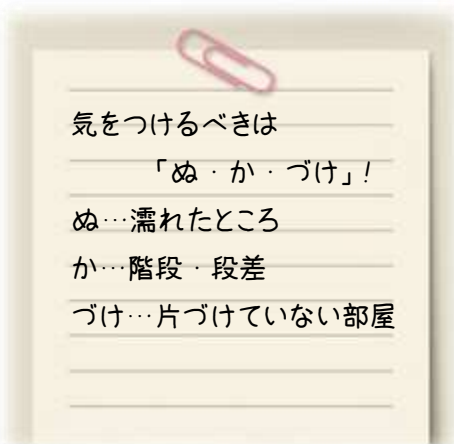 気をつけるべきは
「ぬ・か・づけ」!
ぬ…濡れたところ
か…階段・段差
づけ…片づけていない部屋